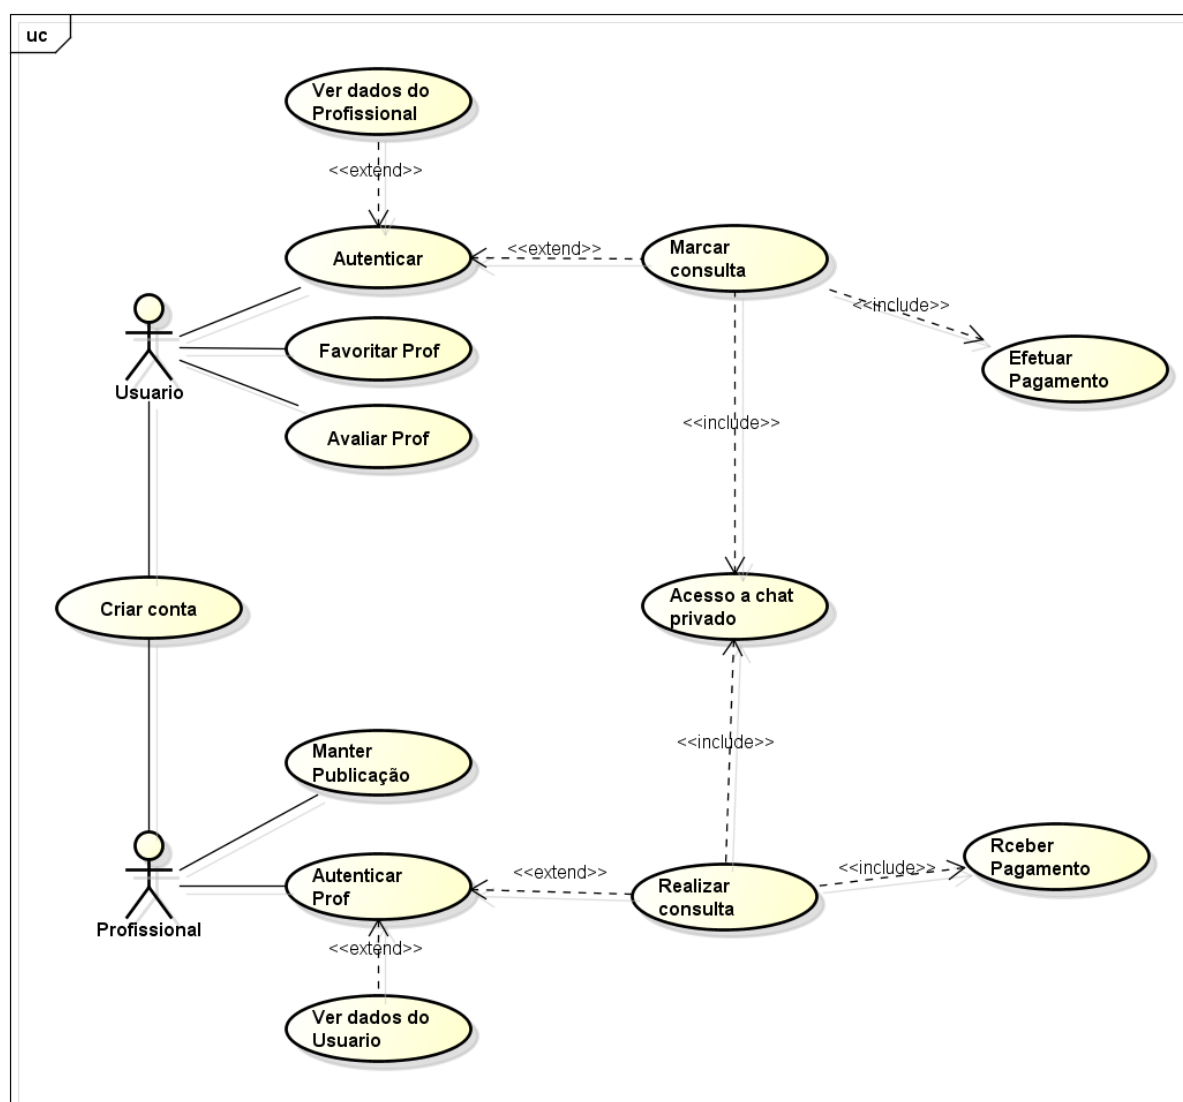 uc
Ver dados do
Profissional
<<extend>>
Autenticar
<<extend>>
Marcar
consulta
<<include>>
Efetuar
Pagamento
Favoritar Prof
Usuario
Avaliar Prof
<<include>>
Criar conta
Acesso a chat
privado
<<include>>
Manter
Publicação
Profissional
Autenticar
Prof
<<extend>>
Realizar
consulta
<<include>>
Rceber
Pagamento
<<extend>>
Ver dados do
Usuario